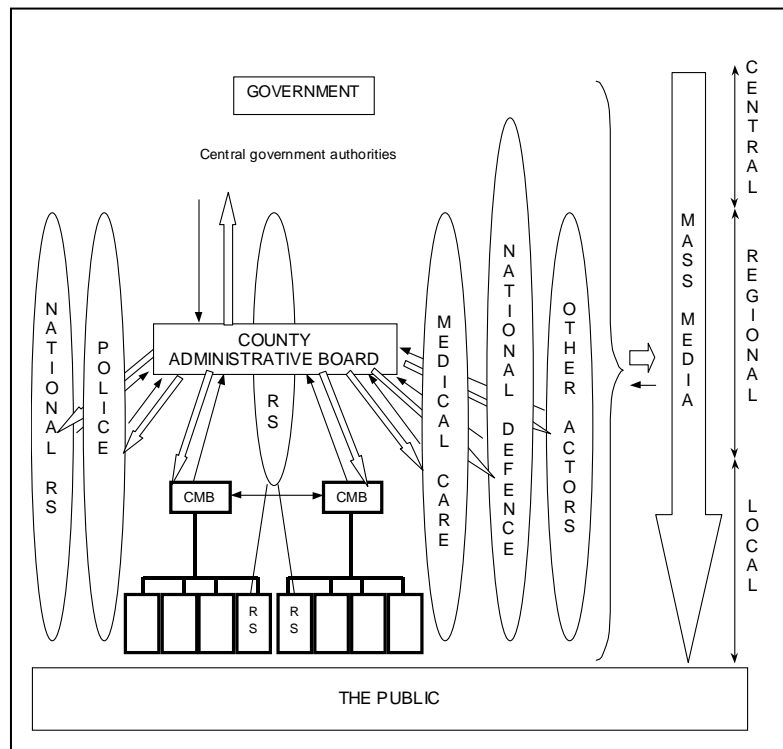 GOVERNMENT
Central government authorities
CENTRAL
REGIONAL
LOCAL
MASS MEDIA
NATIONAL RS
POLICE
RS
COUNTY
ADMINISTRATIVE BOARD
RS
MEDICAL CARE
NATIONAL DEFENCE
OTHER ACTORS
CMB
CMB
RS
RS
THE PUBLIC